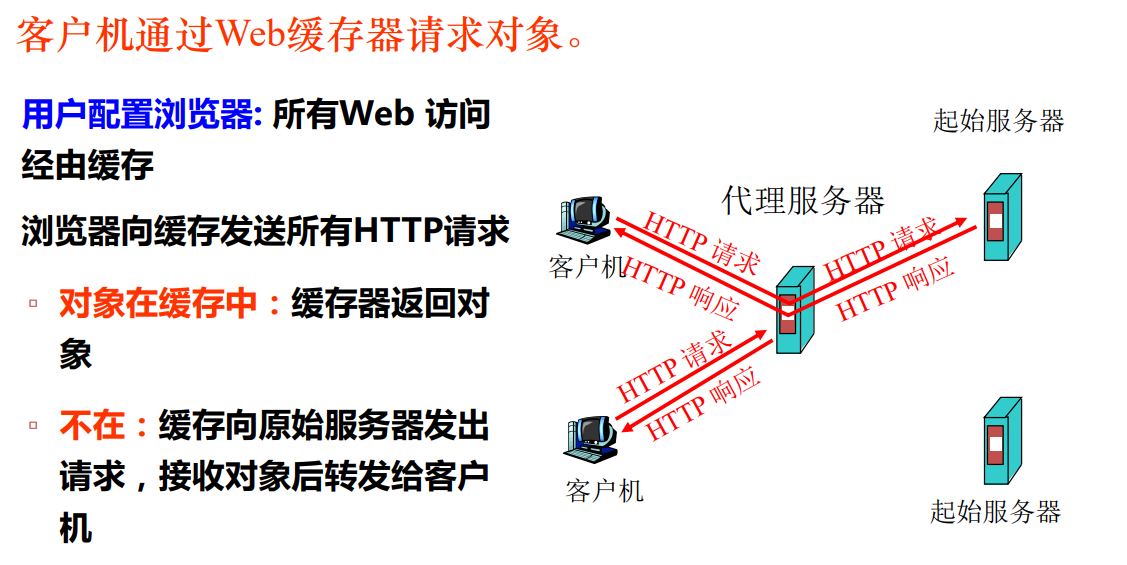 客户机通过Web缓存器请求对象。
用户配置浏览器: 所有Web 访问
经由缓存
浏览器向缓存发送所有HTTP请求
▫ 对象在缓存中：缓存器返回对
象
▫ 不在：缓存向原始服务器发出
请求，接收对象后转发给客户
机
起始服务器
代理服务器
客户机
HTTP 请求
HTTP 响应
HTTP 请求
HTTP 响应
HTTP 请求
HTTP 响应
客户机
起始服务器